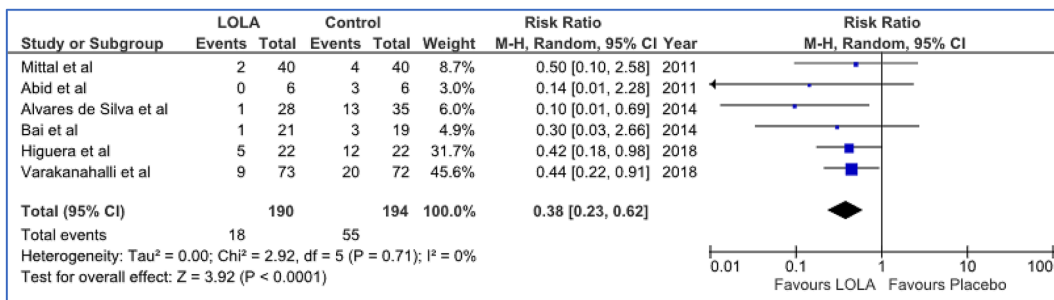 LOLA Control Risk Ratio Risk Ratio
Study or Subgroup Events Total Events Total Weight M-H, Random, 95% CI Year M-H, Random, 95% CI
Mittal et al 2 40 4 40 8.7% 0.50 [0.10, 2.58] 2011
Abid et al 0 6 3 6 3.0% 0.14 [0.01, 2.28] 2011
Alvares de Silva et al 1 28 13 35 6.0% 0.10 [0.01, 0.69] 2014
Bai et al 1 21 3 19 4.9% 0.30 [0.03, 2.66] 2014
Higuera et al 5 22 12 22 31.7% 0.42 [0.18, 0.98] 2018
Varakanahalli et al 9 73 20 72 45.6% 0.44 [0.22, 0.91] 2018
Total (95% CI) 190 194 100.0% 0.38 [0.23, 0.62]
Total events 18 55
Heterogeneity: Tau² = 0.00; Chi² = 2.92, df = 5 (P = 0.71); I² = 0%
Test for overall effect: Z = 3.92 (P < 0.0001)
0.01 0.1 1 10 100
Favours LOLA Favours Placebo